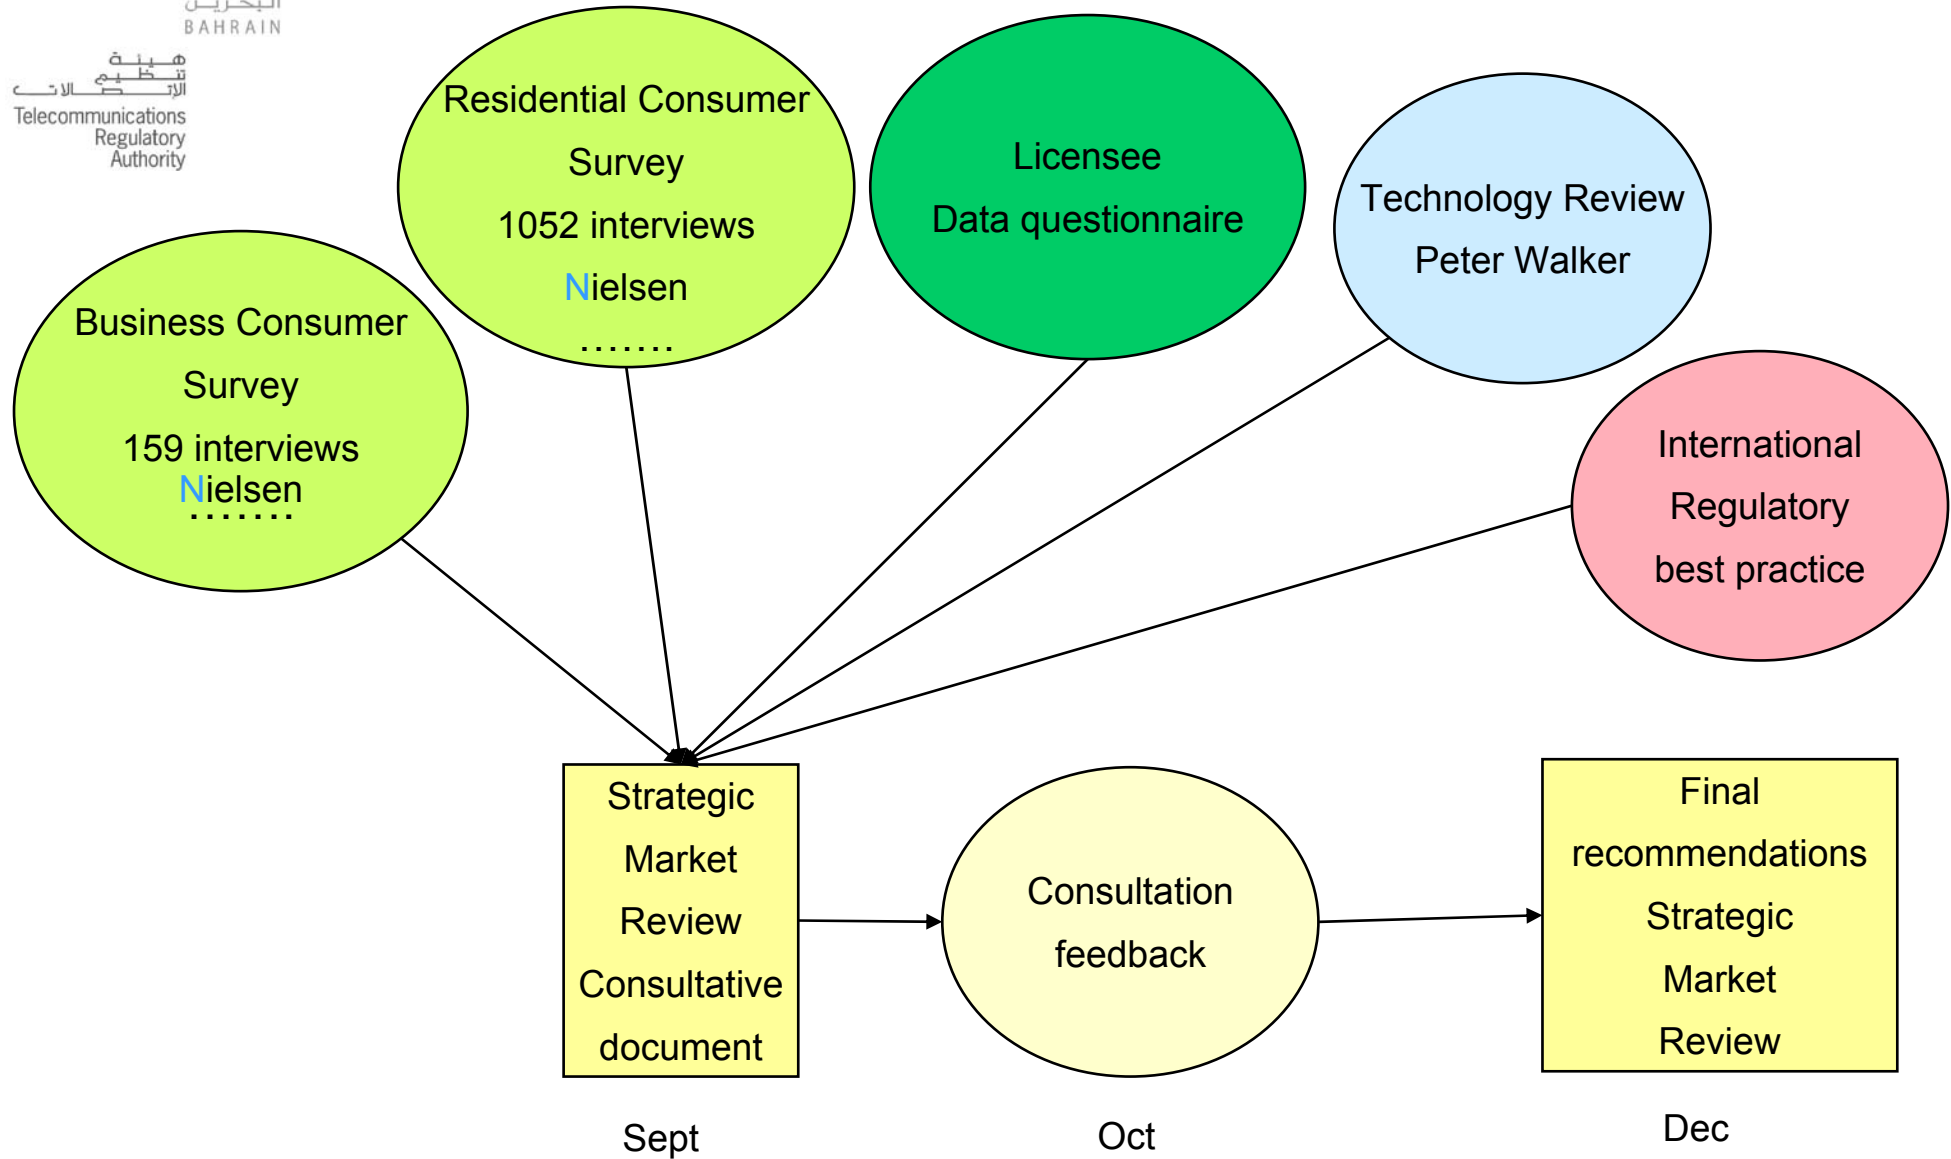 البحرين
BAHRAIN
هيئة
تنظيم
الإتصالات
Telecommunications
Regulatory
Authority
Residential Consumer
Survey
1052 interviews
Nielsen
.......
Licensee
Data questionnaire
Technology Review
Peter Walker
Business Consumer
Survey
159 interviews
Nielsen
.......
International
Regulatory
best practice
Strategic
Market
Review
Consultative
document
Consultation
feedback
Final
recommendations
Strategic
Market
Review
Sept
Oct
Dec